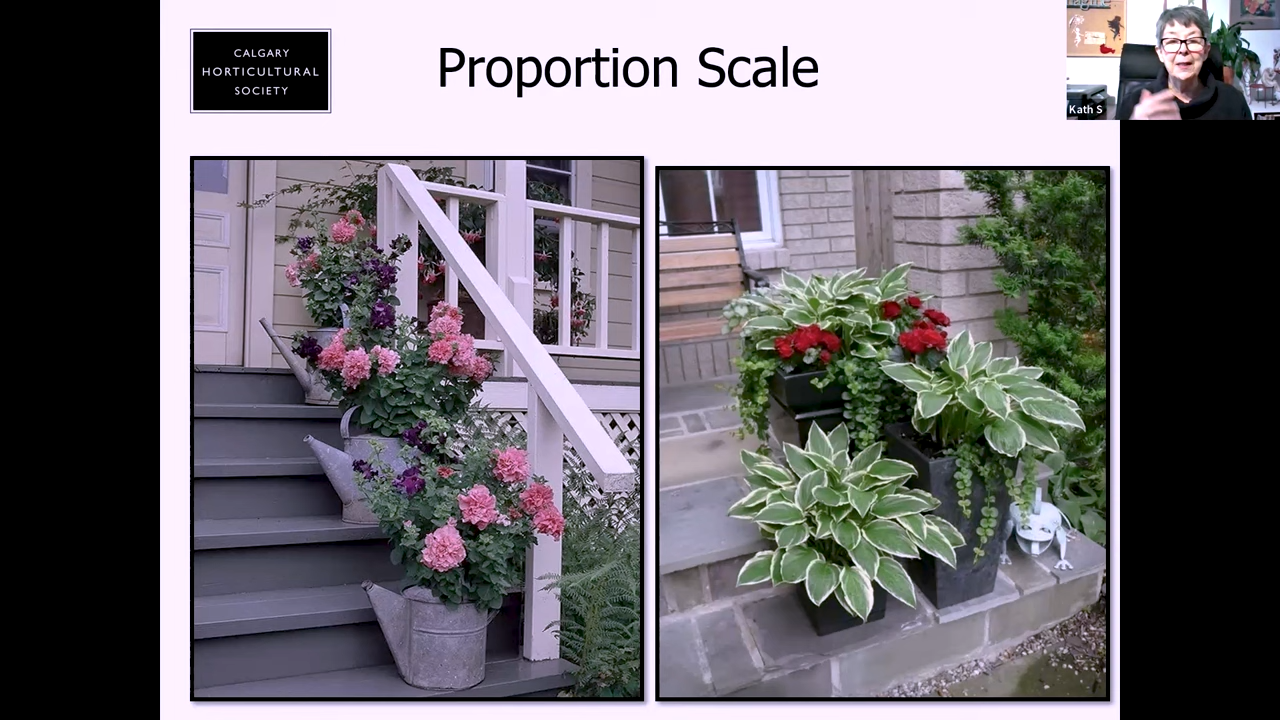 CALGARY
HORTICULTURAL
SOCIETY
Proportion Scale
Kath S